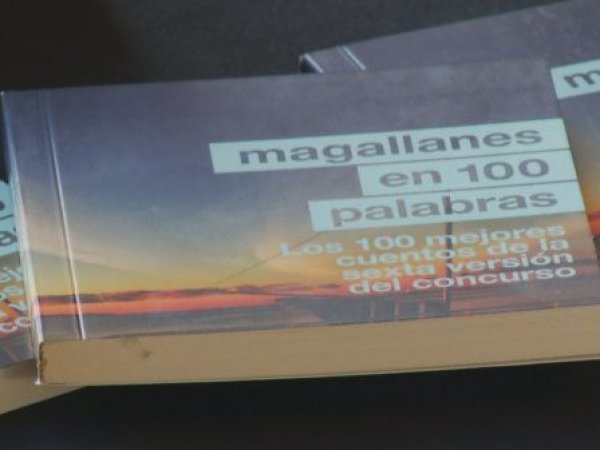 magallanes
en 100
palabras
Los 100 mejores
cuentos de la
sexta versión
del concurso
m